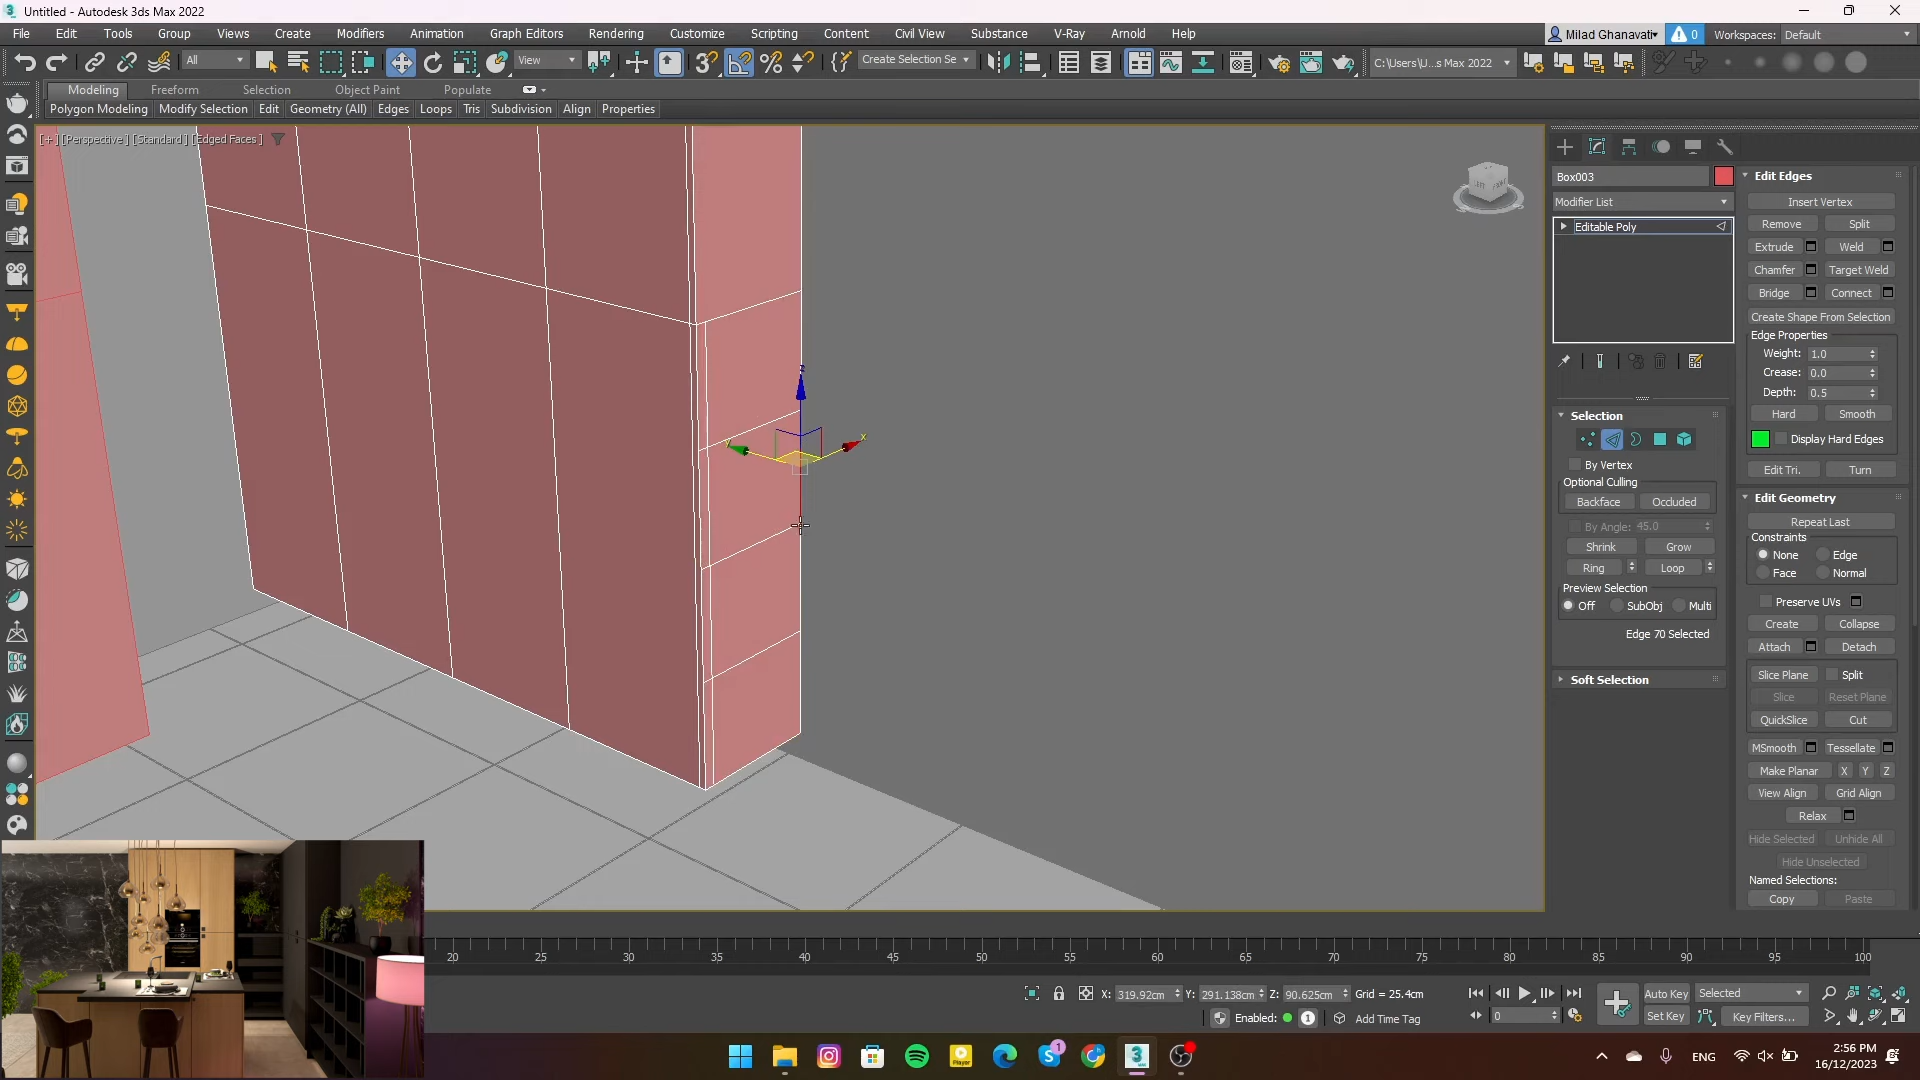 Untitled - Autodesk 3ds Max 2022
File Edit Tools Group Views Create Modifiers Animation Graph Editors Rendering Customize Scripting Content Civil View Substance V-Ray Arnold Help Milad Ghanavati 0 Workspaces: Default
All View Create Selection Se C:\Users\U...s Max 2022
Modeling Freeform Selection Object Paint Populate
Polygon Modeling Modify Selection Edit Geometry (All) Edges Loops Tris Subdivision Align Properties
[+] [Perspective] [Standard] [Edged Faces]
Box003
Modifier List
Editable Poly
Selection
By Vertex
Optional Culling
Backface Occluded
By Angle: 45.0
Shrink Grow
Ring Loop
Preview Selection
Off SubObj Multi
Edge 70 Selected
Soft Selection
Edit Edges
Insert Vertex
Remove Split
Extrude Weld
Chamfer Target Weld
Bridge Connect
Create Shape From Selection
Edge Properties
Weight: 1.0
Crease: 0.0
Depth: 0.5
Hard Smooth
Display Hard Edges
Edit Tri. Turn
Edit Geometry
Repeat Last
Constraints
None Edge
Face Normal
Preserve UVs
Create Collapse
Attach Detach
Slice Plane Split
Slice Reset Plane
QuickSlice Cut
MSmooth Tessellate
Make Planar X Y Z
View Align Grid Align
Relax
Hide Selected Unhide All
Hide Unselected
Named Selections:
Copy Paste
z
x
y
20 25 30 35 40 45 50 55 60 65 70 75 80 85 90 95 100
X: 319.92cm Y: 291.138cm Z: 90.625cm Grid = 25.4cm Auto Key Selected
Enabled: 1 Add Time Tag 0 Set Key Key Filters...
ENG 2:56 PM
16/12/2023